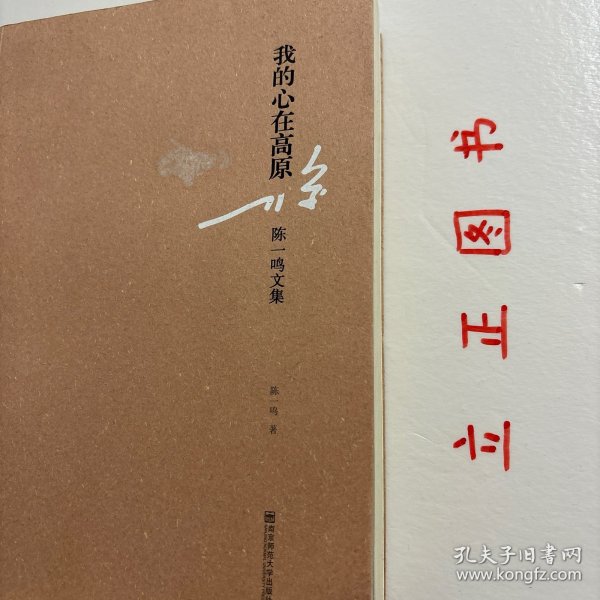 我的心在高原
陈一鸣文集
陈一鸣 著
南京师范大学出版社
立正图书
孔夫子旧书网
www.kongfz.com